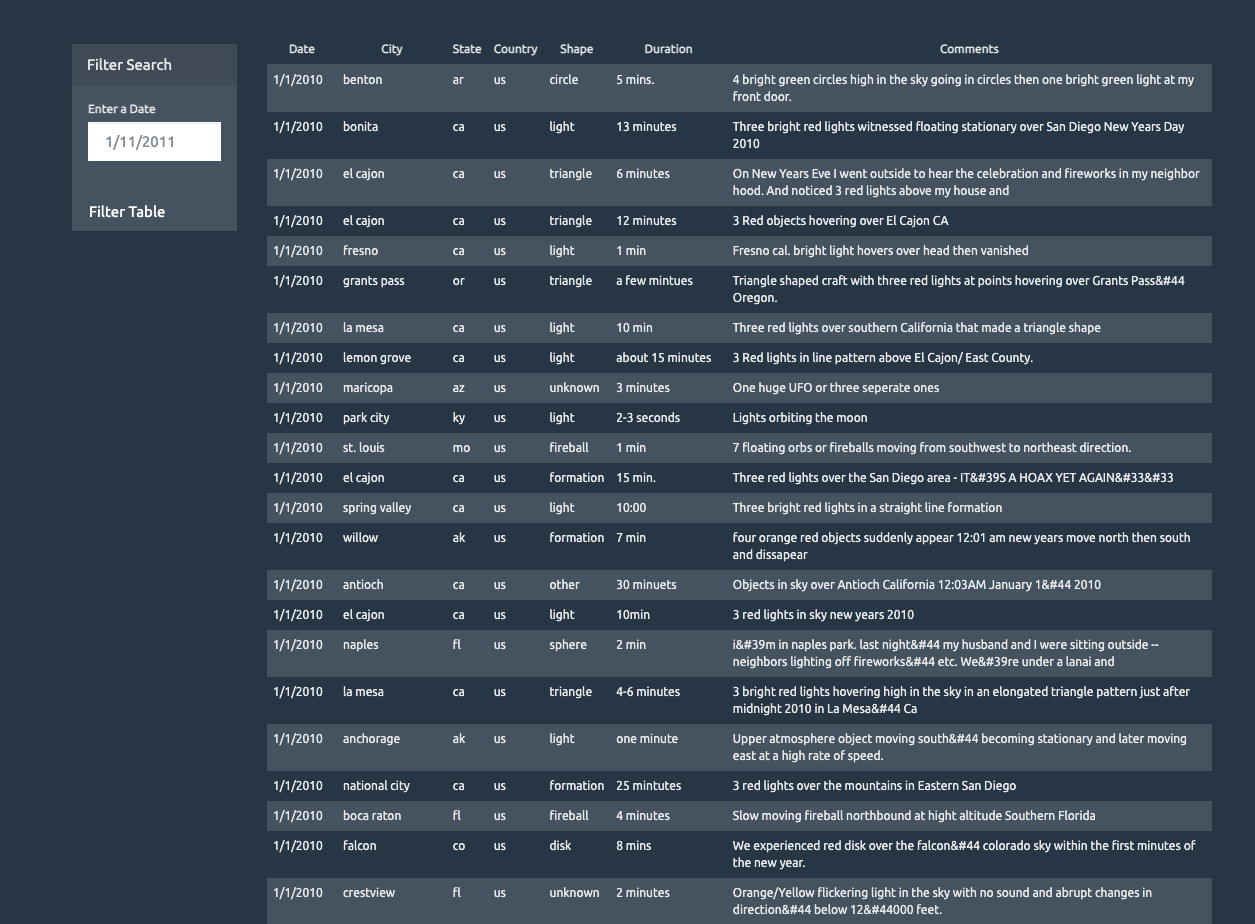 Filter Search
Enter a Date
1/11/2011
Filter Table
Date City State Country Shape Duration Comments
1/1/2010 benton ar us circle 5 mins. 4 bright green circles high in the sky going in circles then one bright green light at my
front door.
1/1/2010 bonita ca us light 13 minutes Three bright red lights witnessed floating stationary over San Diego New Years Day
2010
1/1/2010 el cajon ca us triangle 6 minutes On New Years Eve I went outside to hear the celebration and fireworks in my neighbor
hood. And noticed 3 red lights above my house and
1/1/2010 el cajon ca us triangle 12 minutes 3 Red objects hovering over El Cajon CA
1/1/2010 fresno ca us light 1 min Fresno cal. bright light hovers over head then vanished
1/1/2010 grants pass or us triangle a few mintues Triangle shaped craft with three red lights at points hovering over Grants Pass&#44
Oregon.
1/1/2010 la mesa ca us light 10 min Three red lights over southern California that made a triangle shape
1/1/2010 lemon grove ca us light about 15 minutes 3 Red lights in line pattern above El Cajon/ East County.
1/1/2010 maricopa az us unknown 3 minutes One huge UFO or three seperate ones
1/1/2010 park city ky us light 2-3 seconds Lights orbiting the moon
1/1/2010 st. louis mo us fireball 1 min 7 floating orbs or fireballs moving from southwest to northeast direction.
1/1/2010 el cajon ca us formation 15 min. Three red lights over the San Diego area - IT&#39S A HOAX YET AGAIN&#33&#33
1/1/2010 spring valley ca us light 10:00 Three bright red lights in a straight line formation
1/1/2010 willow ak us formation 7 min four orange red objects suddenly appear 12:01 am new years move north then south
and dissapear
1/1/2010 antioch ca us other 30 minuets Objects in sky over Antioch California 12:03AM January 1&#44 2010
1/1/2010 el cajon ca us light 10min 3 red lights in sky new years 2010
1/1/2010 naples fl us sphere 2 min i&#39m in naples park. last night&#44 my husband and I were sitting outside --
neighbors lighting off fireworks&#44 etc. We&#39re under a lanai and
1/1/2010 la mesa ca us triangle 4-6 minutes 3 bright red lights hovering high in the sky in an elongated triangle pattern just after
midnight 2010 in La Mesa&#44 Ca
1/1/2010 anchorage ak us light one minute Upper atmosphere object moving south&#44 becoming stationary and later moving
east at a high rate of speed.
1/1/2010 national city ca us formation 25 mintutes 3 red lights over the mountains in Eastern San Diego
1/1/2010 boca raton fl us fireball 4 minutes Slow moving fireball northbound at hight altitude Southern Florida
1/1/2010 falcon co us disk 8 mins We experienced red disk over the falcon&#44 colorado sky within the first minutes of
the new year.
1/1/2010 crestview fl us unknown 2 minutes Orange/Yellow flickering light in the sky with no sound and abrupt changes in
direction&#44 below 12&#44000 feet.